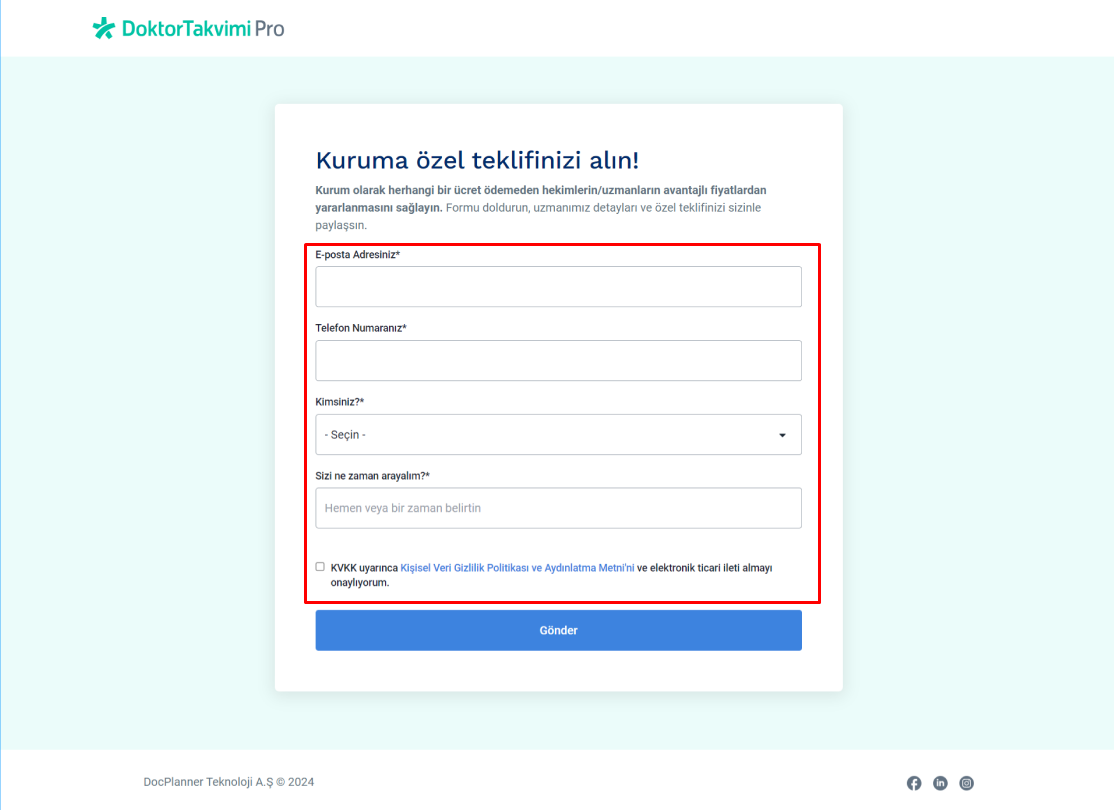 DoktorTakvimi Pro
Kuruma özel teklifinizi alın!
Kurum olarak herhangi bir ücret ödemeden hekimlerin/uzmanların avantajlı fiyatlardan
yararlanmasını sağlayın. Formu doldurun, uzmanımız detayları ve özel teklifinizi sizinle
paylaşsın.
E-posta Adresiniz*
Telefon Numaranız*
Kimsiniz?*
- Seçin -
Sizi ne zaman arayalım?*
Hemen veya bir zaman belirtin
KVKK uyarınca Kişisel Veri Gizlilik Politikası ve Aydınlatma Metni'ni ve elektronik ticari ileti almayı
onaylıyorum.
Gönder
DocPlanner Teknoloji A.Ş © 2024